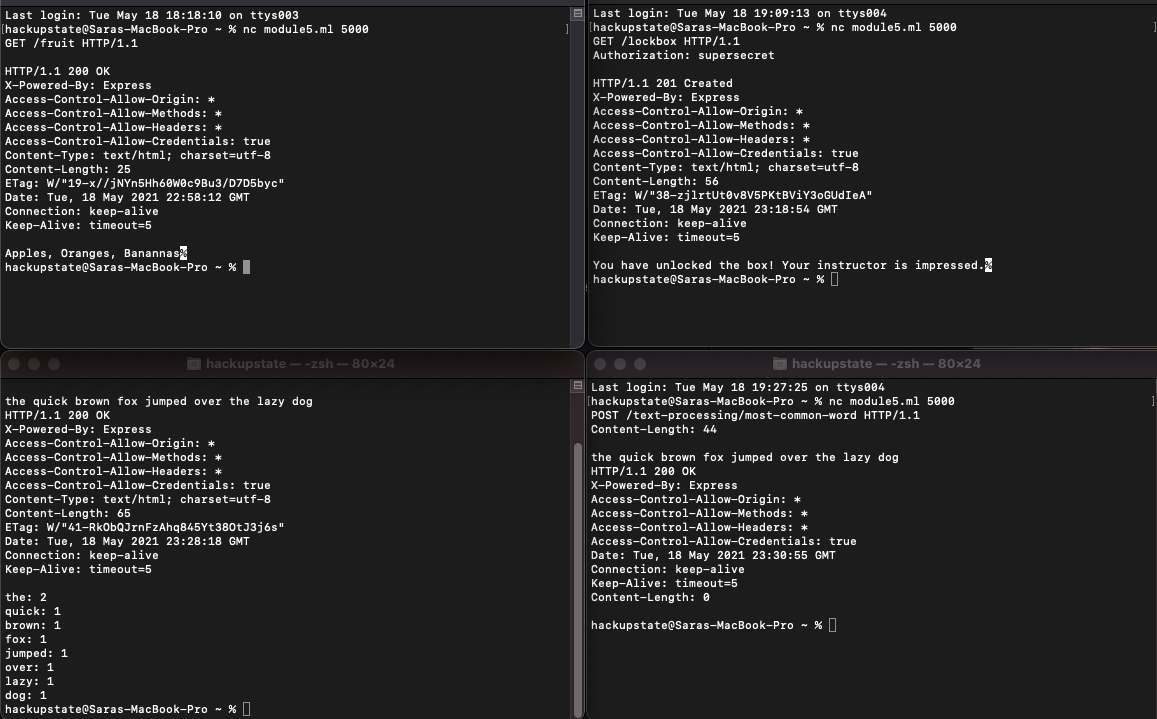 Last login: Tue May 18 18:18:10 on ttys003
[hackupstate@Saras-MacBook-Pro ~ % nc module5.ml 5000 ]
GET /fruit HTTP/1.1
HTTP/1.1 200 OK
X-Powered-By: Express
Access-Control-Allow-Origin: *
Access-Control-Allow-Methods: *
Access-Control-Allow-Headers: *
Access-Control-Allow-Credentials: true
Content-Type: text/html; charset=utf-8
Content-Length: 25
ETag: W/"19-x//jNYn5Hh60W0c9Bu3/D7D5byc"
Date: Tue, 18 May 2021 22:58:12 GMT
Connection: keep-alive
Keep-Alive: timeout=5
Apples, Oranges, Banannas%
hackupstate@Saras-MacBook-Pro ~ %
Last login: Tue May 18 19:09:13 on ttys004
[hackupstate@Saras-MacBook-Pro ~ % nc module5.ml 5000 ]
GET /lockbox HTTP/1.1
Authorization: supersecret
HTTP/1.1 201 Created
X-Powered-By: Express
Access-Control-Allow-Origin: *
Access-Control-Allow-Methods: *
Access-Control-Allow-Headers: *
Access-Control-Allow-Credentials: true
Content-Type: text/html; charset=utf-8
Content-Length: 56
ETag: W/"38-zjlrtUt0v8V5PKtBViY3oGUdIeA"
Date: Tue, 18 May 2021 23:18:54 GMT
Connection: keep-alive
Keep-Alive: timeout=5
You have unlocked the box! Your instructor is impressed.%
hackupstate@Saras-MacBook-Pro ~ %
hackupstate — -zsh — 80×24
the quick brown fox jumped over the lazy dog
HTTP/1.1 200 OK
X-Powered-By: Express
Access-Control-Allow-Origin: *
Access-Control-Allow-Methods: *
Access-Control-Allow-Headers: *
Access-Control-Allow-Credentials: true
Content-Type: text/html; charset=utf-8
Content-Length: 65
ETag: W/"41-RkObQJrnFzAhq845Yt38OtJ3j6s"
Date: Tue, 18 May 2021 23:28:18 GMT
Connection: keep-alive
Keep-Alive: timeout=5
the: 2
quick: 1
brown: 1
fox: 1
jumped: 1
over: 1
lazy: 1
dog: 1
hackupstate@Saras-MacBook-Pro ~ %
hackupstate — -zsh — 80×24
Last login: Tue May 18 19:27:25 on ttys004
[hackupstate@Saras-MacBook-Pro ~ % nc module5.ml 5000 ]
POST /text-processing/most-common-word HTTP/1.1
Content-Length: 44
the quick brown fox jumped over the lazy dog
HTTP/1.1 200 OK
X-Powered-By: Express
Access-Control-Allow-Origin: *
Access-Control-Allow-Methods: *
Access-Control-Allow-Headers: *
Access-Control-Allow-Credentials: true
Date: Tue, 18 May 2021 23:30:55 GMT
Connection: keep-alive
Keep-Alive: timeout=5
Content-Length: 0
hackupstate@Saras-MacBook-Pro ~ %